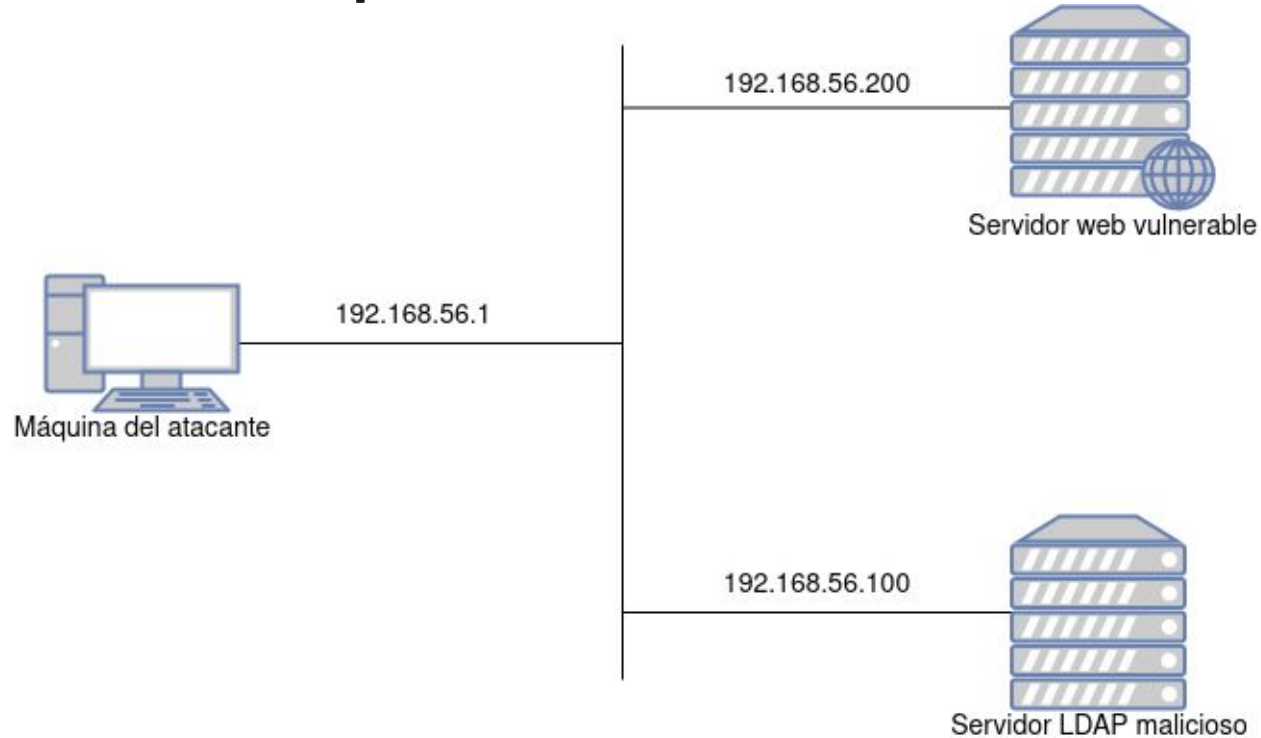 192.168.56.200
Servidor web vulnerable
192.168.56.1
Máquina del atacante
192.168.56.100
Servidor LDAP malicioso